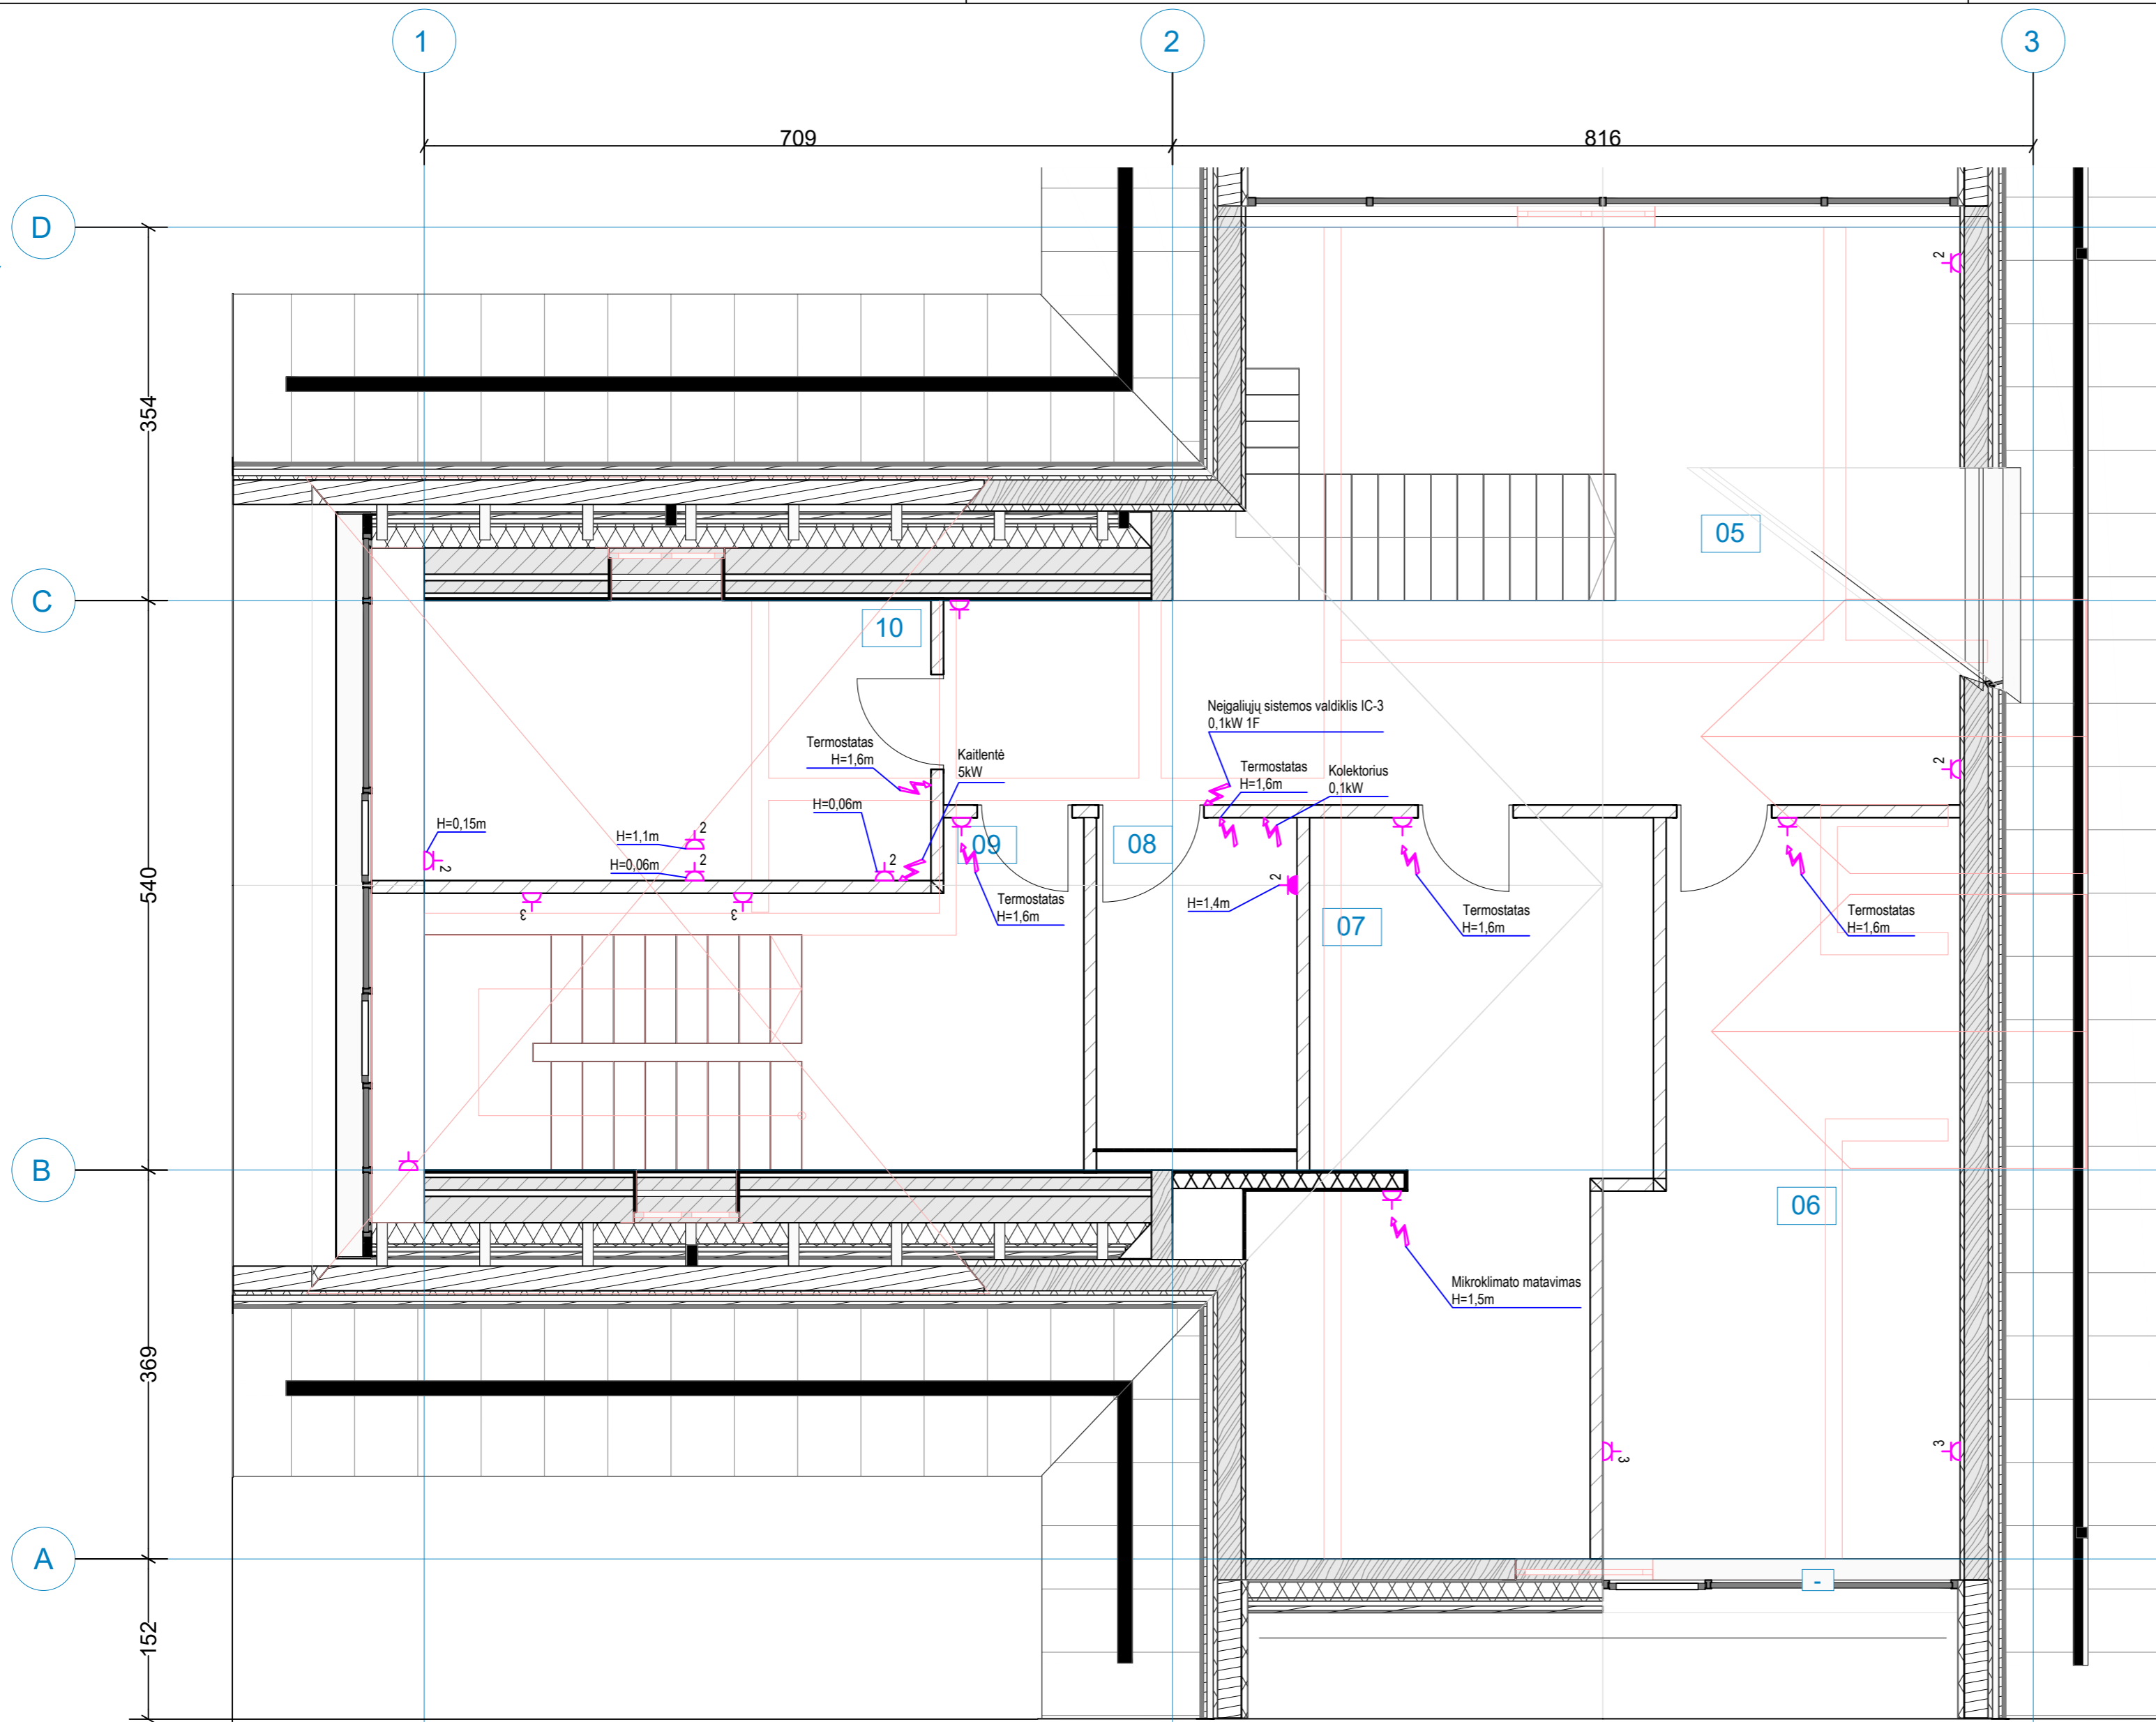 1
2
3
709
816
D
2
354
05
C
10
Neįgaliųjų sistemos valdiklis IC-3
0,1kW 1F
Termostatas
H=1,6m
Kaitlentė
5kW
Termostatas
H=1,6m
Kolektorius
0,1kW
2
H=0,15m
2
H=0,06m
H=1,1m
2
H=0,06m
2
2
09
08
540
3
3
Termostatas
H=1,6m
H=1,4m
2
07
Termostatas
H=1,6m
Termostatas
H=1,6m
B
06
Mikroklimato matavimas
H=1,5m
369
3
3
A
-
152